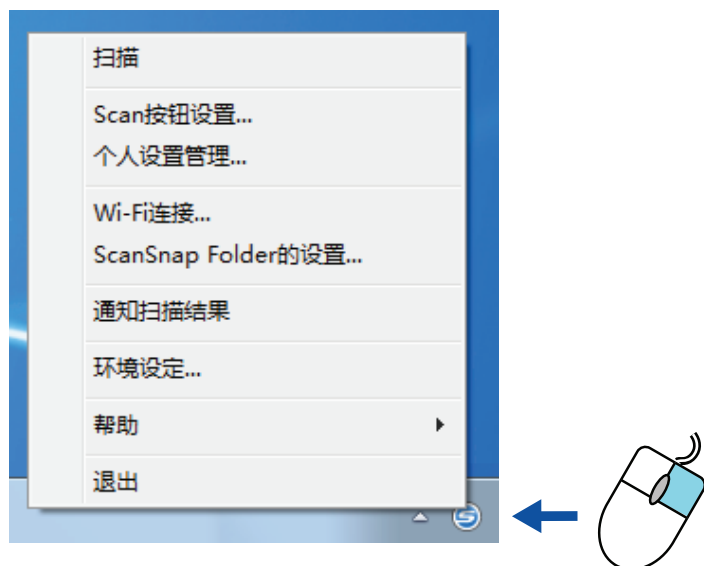 扫描
Scan按钮设置...
个人设置管理...
Wi-Fi连接...
ScanSnap Folder的设置...
通知扫描结果
环境设定...
帮助
退出